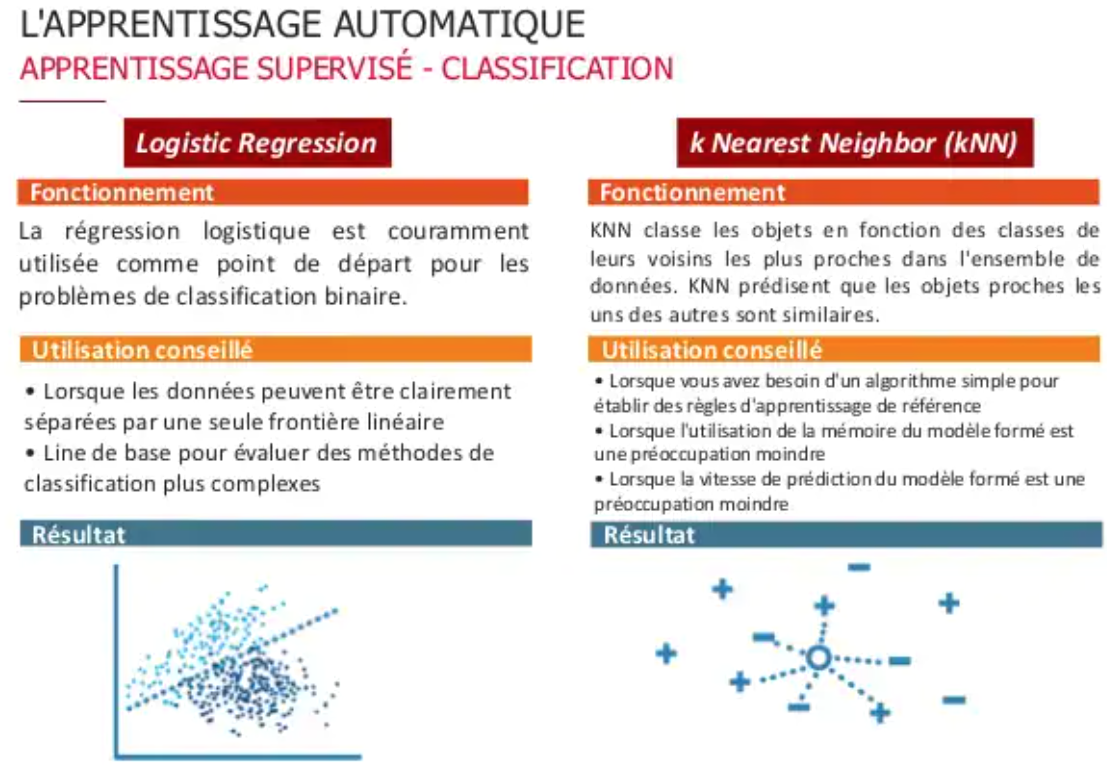 L'APPRENTISSAGE AUTOMATIQUE
APPRENTISSAGE SUPERVISÉ - CLASSIFICATION
Logistic Regression
Fonctionnement
La régression logistique est couramment
utilisée comme point de départ pour les
problèmes de classification binaire.
Utilisation conseillé
• Lorsque les données peuvent être clairement
séparées par une seule frontière linéaire
• Line de base pour évaluer des méthodes de
classification plus complexes
Résultat
k Nearest Neighbor (kNN)
Fonctionnement
KNN classe les objets en fonction des classes de
leurs voisins les plus proches dans l'ensemble de
données. KNN prédisent que les objets proches les
uns des autres sont similaires.
Utilisation conseillé
• Lorsque vous avez besoin d'un algorithme simple pour
établir des règles d'apprentissage de référence
• Lorsque l'utilisation de la mémoire du modèle formé est
une préoccupation moindre
• Lorsque la vitesse de prédiction du modèle formé est une
préoccupation moindre
Résultat